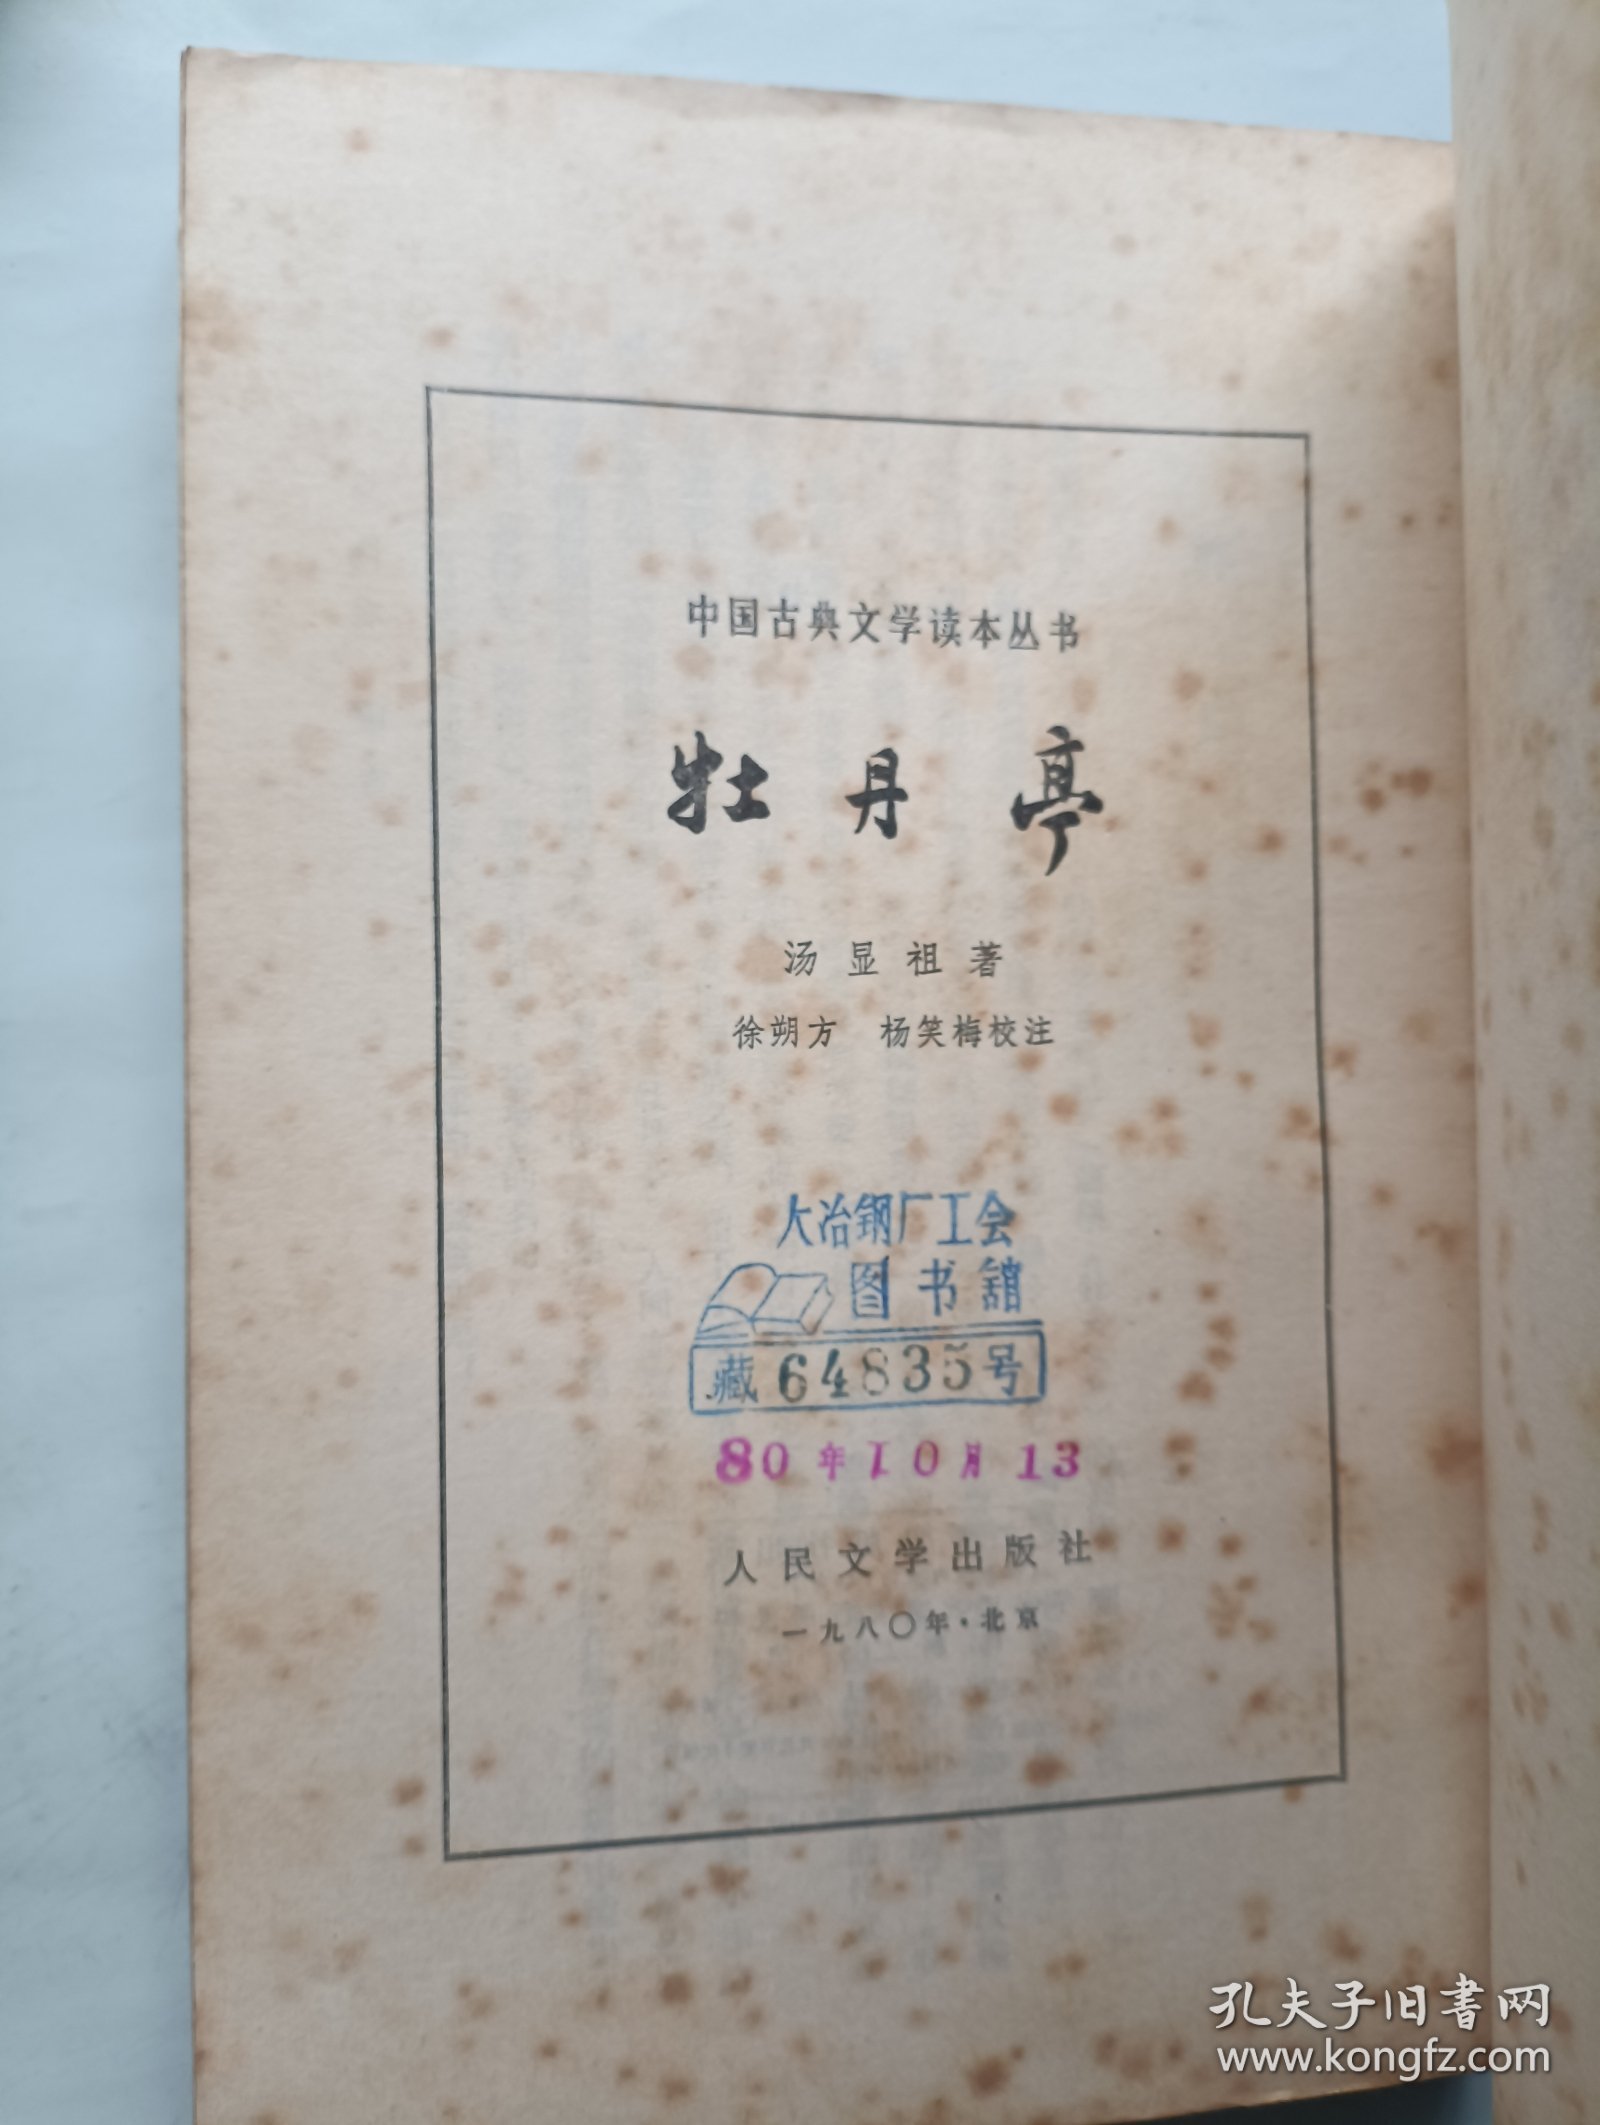 中国古典文学读本丛书
牡丹亭
汤显祖著
徐朔方 杨笑梅校注
大冶钢厂工会
图书舘
藏64835号
80年10月13
人民文学出版社
一九八〇年·北京
孔夫子旧書网
www.kongfz.com